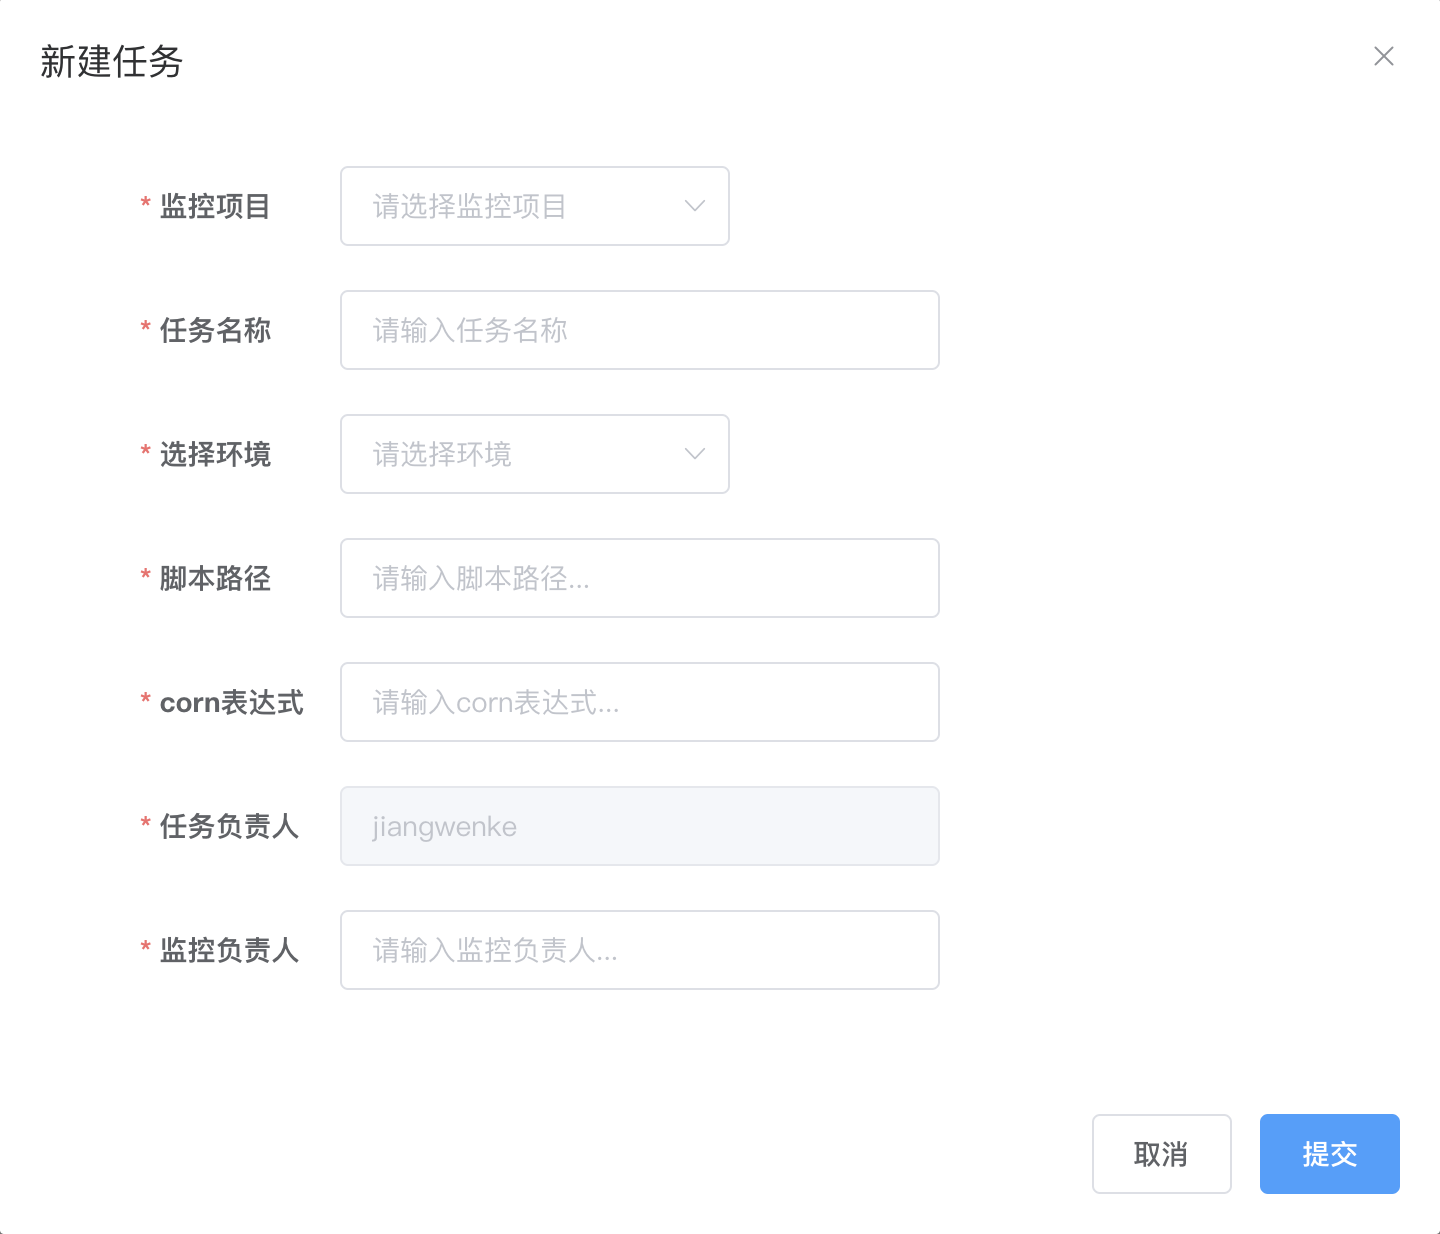 新建任务
* 监控项目 请选择监控项目
* 任务名称 请输入任务名称
* 选择环境 请选择环境
* 脚本路径 请输入脚本路径...
* corn表达式 请输入corn表达式...
* 任务负责人 jiangwenke
* 监控负责人 请输入监控负责人...
取消 提交